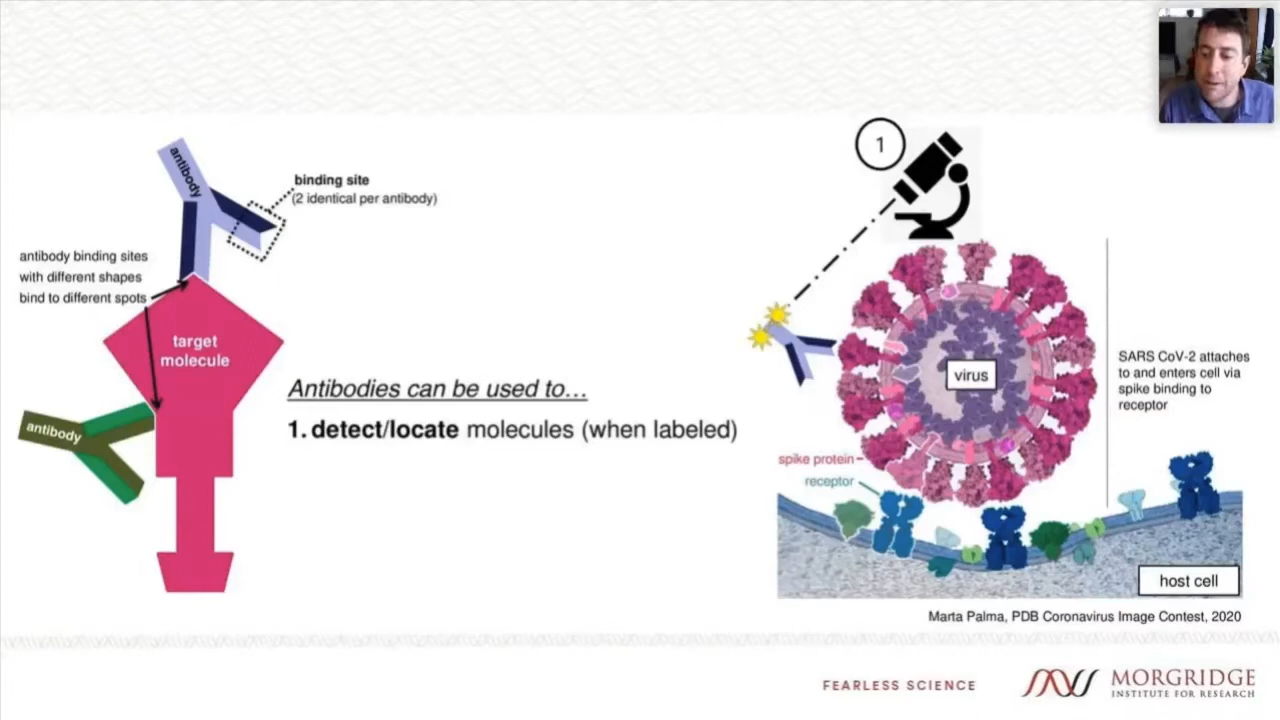 antibody
binding site
(2 identical per antibody)
antibody binding sites
with different shapes
bind to different spots
target
molecule
antibody
Antibodies can be used to…
1. detect/locate molecules (when labeled)
1
virus
SARS CoV-2 attaches
to and enters cell via
spike binding to
receptor
spike protein
receptor
host cell
Marta Palma, PDB Coronavirus Image Contest, 2020
FEARLESS SCIENCE
MORGRIDGE
INSTITUTE FOR RESEARCH